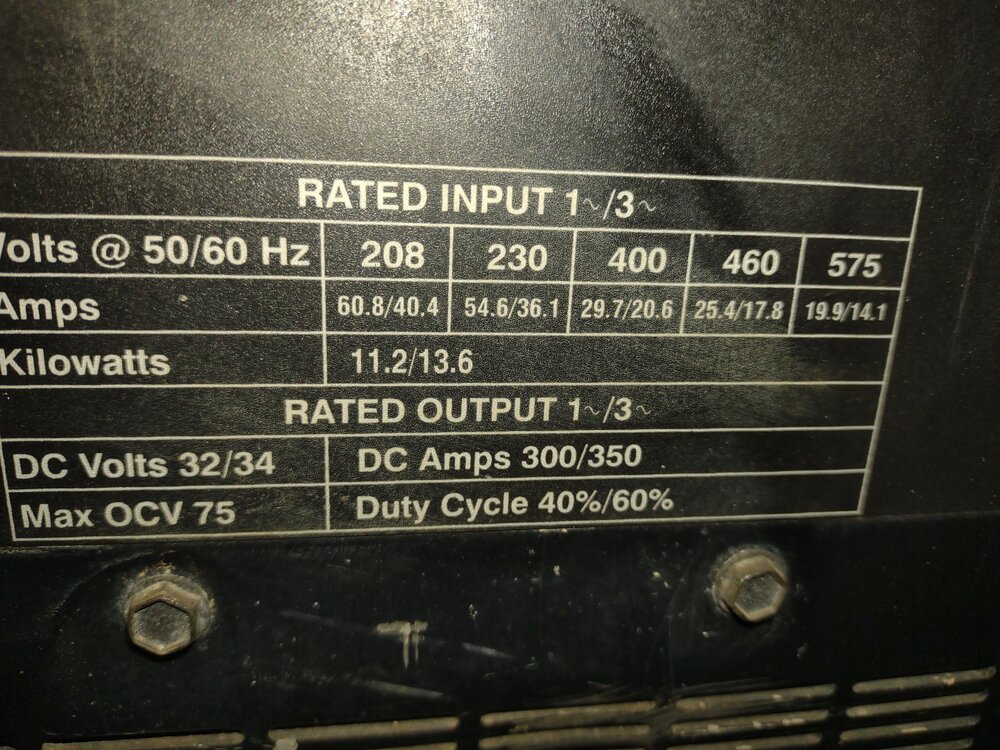 RATED INPUT 1~/3~
Volts @ 50/60 Hz 208 230 400 460 575
Amps 60.8/40.4 54.6/36.1 29.7/20.6 25.4/17.8 19.9/14.1
Kilowatts 11.2/13.6
RATED OUTPUT 1~/3~
DC Volts 32/34 DC Amps 300/350
Max OCV 75 Duty Cycle 40%/60%